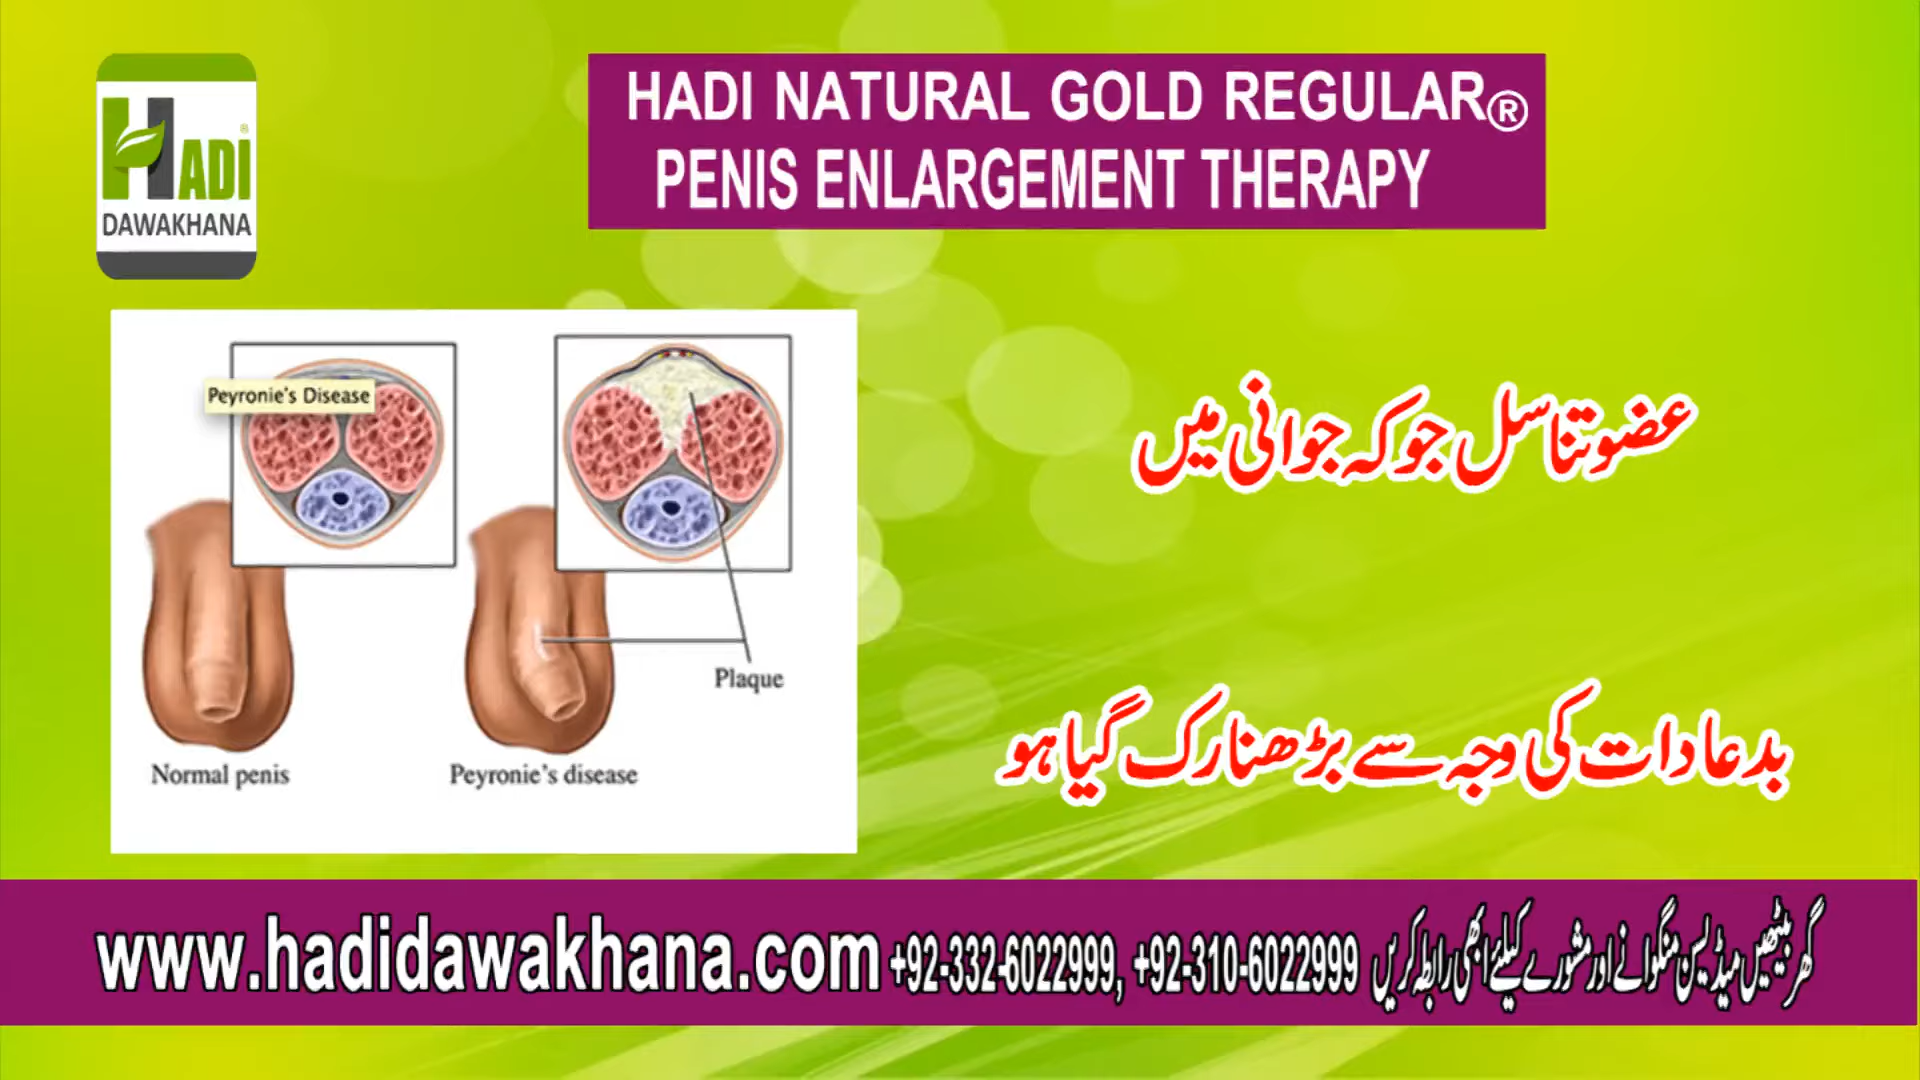 HADI®
DAWAKHANA
HADI NATURAL GOLD REGULAR®
PENIS ENLARGEMENT THERAPY
Peyronie's Disease
Plaque
Normal penis
Peyronie's disease
عضو تناسل جو کہ جوانی میں
بدعادات کی وجہ سے بڑھنا رک گیا ہو
www.hadidawakhana.com +92-332-6022999, +92-310-6022999 گھر بیٹھیں میڈیسن منگوانے اور مشورے کیلئے ابھی رابطہ کریں